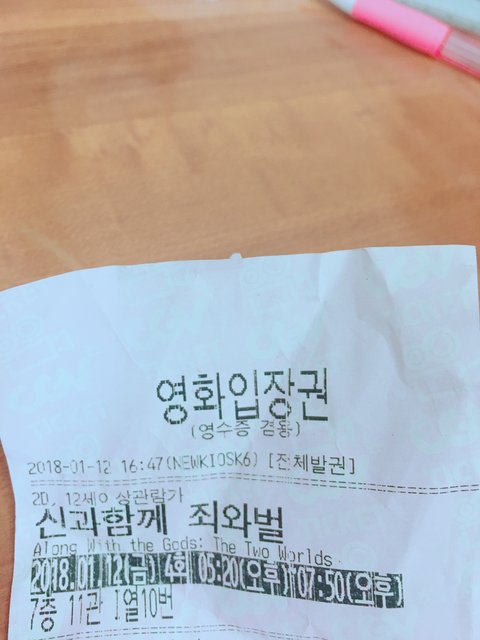 영화입장권
(영수증 겸용)
2018-01-12 16:47(NEWKIOSK6) [전체발권]
2D, 12세이상관람가
신과함께 죄와벌
Along With the Gods: The Two Worlds
2018.01.12(금) 4회 05:20(오후)~07:50(오후)
7층 11관 I열10번